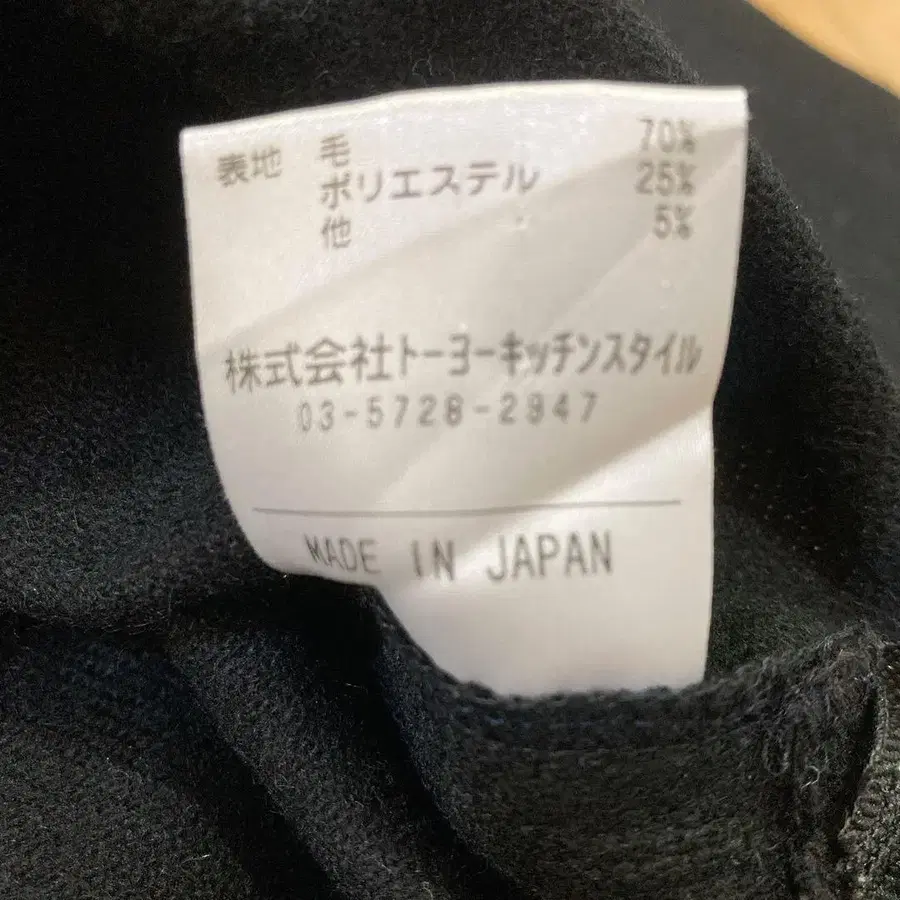 表地 毛 70%
ポリエステル 25%
他 5%
株式会社トーヨーキッチンスタイル
03-5728-2947
MADE IN JAPAN